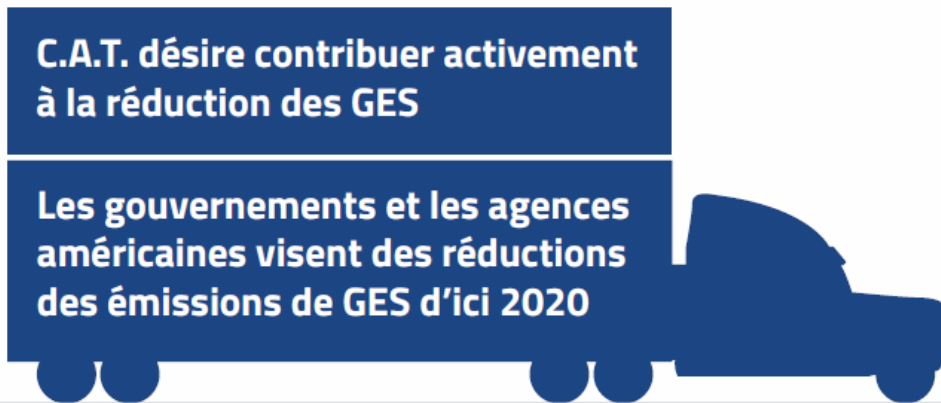 C.A.T. désire contribuer activement
à la réduction des GES
Les gouvernements et les agences
américaines visent des réductions
des émissions de GES d’ici 2020